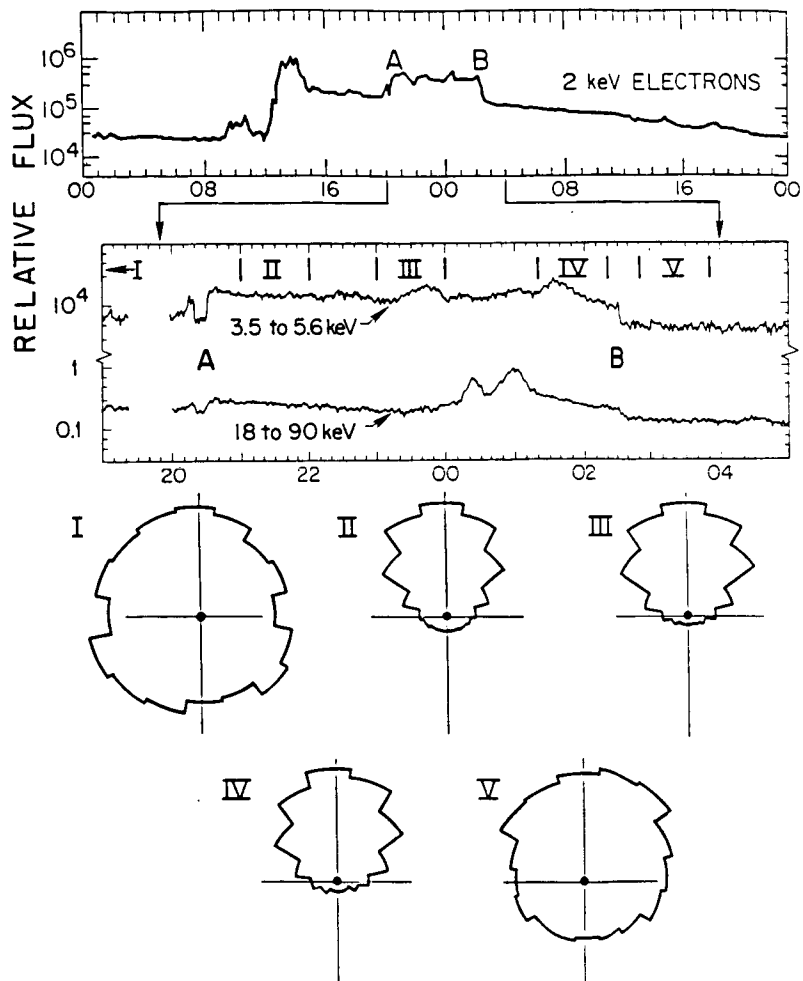 RELATIVE FLUX
10⁶
10⁵
10⁴
A
B
2 keV ELECTRONS
00 08 16 00 08 16 00
I II III IV V
10⁴
3.5 to 5.6 keV
A
B
1
0.1
18 to 90 keV
20 22 00 02 04
I
II
III
IV
V